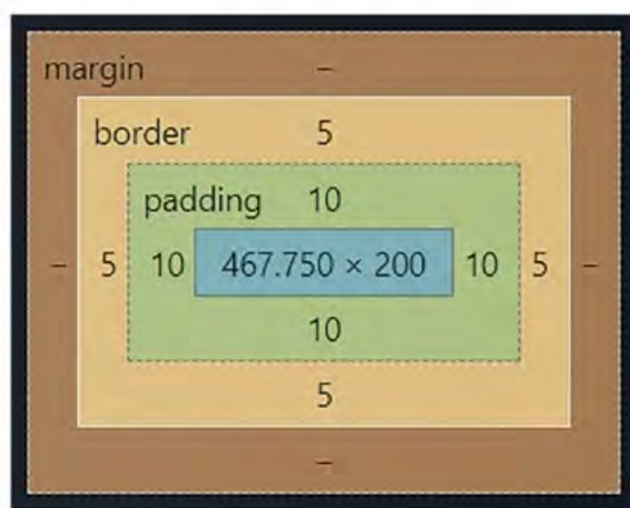 margin –
border 5
padding 10
– 5 10 467.750 × 200 10 5 –
10
5
–